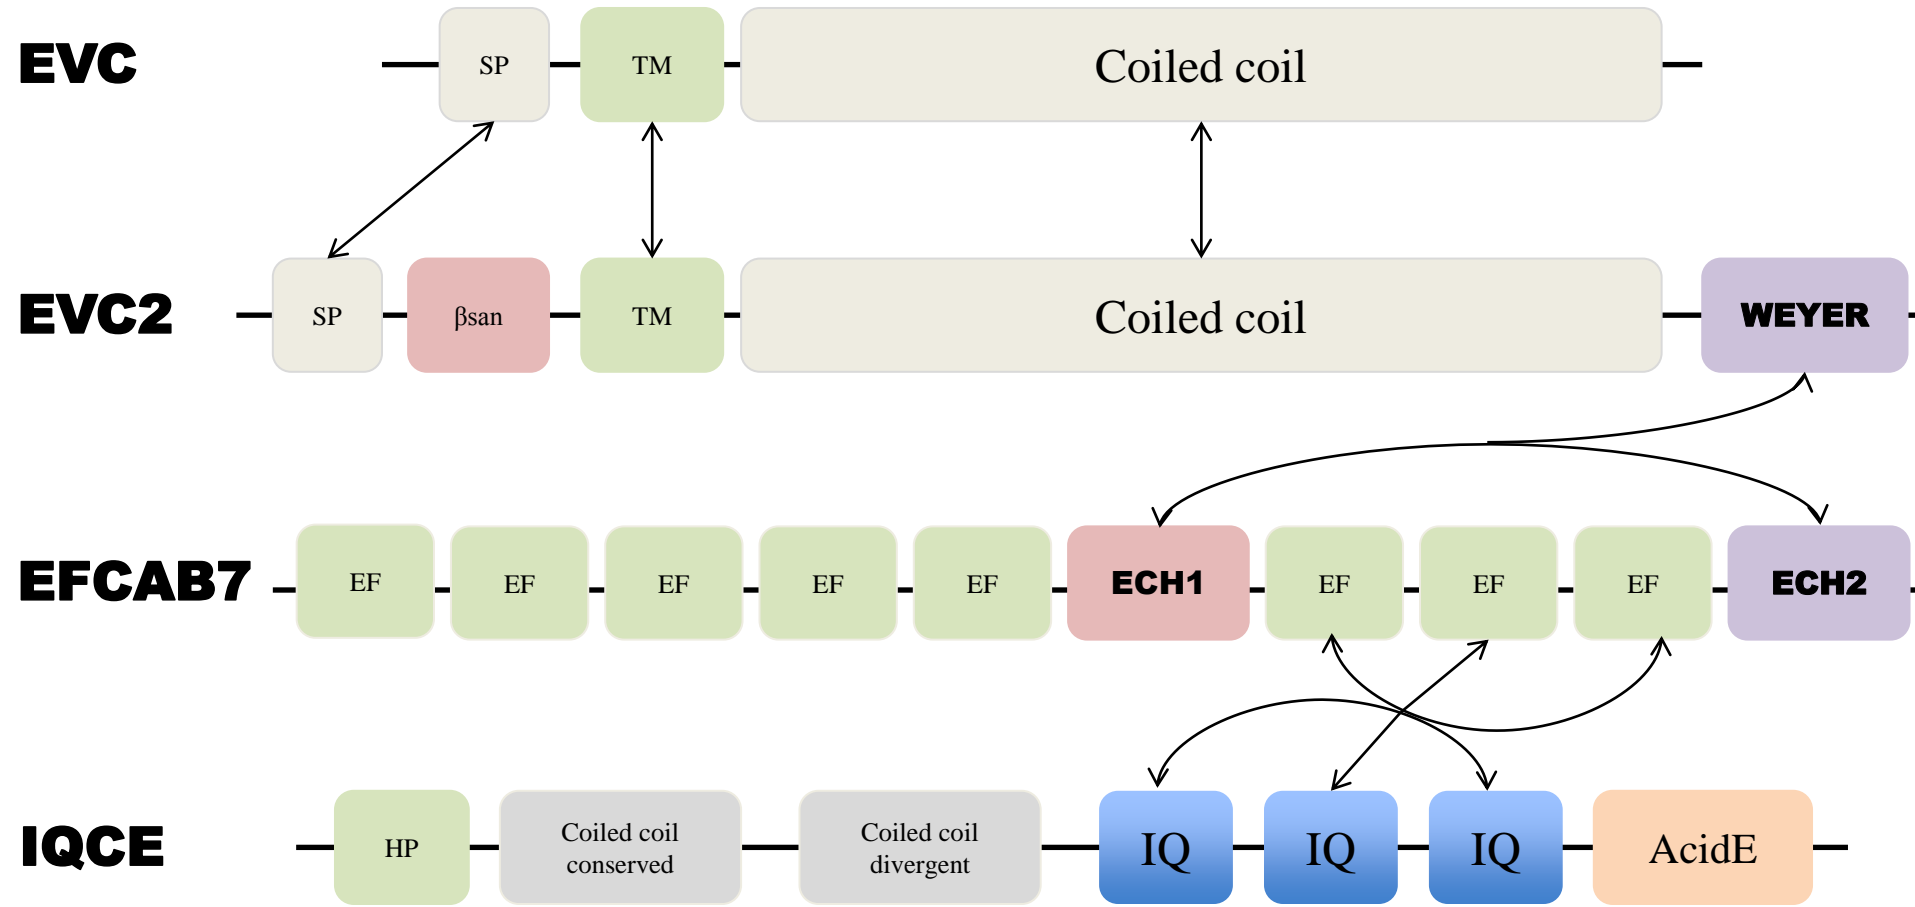 EVC
SP
TM
Coiled coil
EVC2
SP
βsan
TM
Coiled coil
WEYER
EFCAB7
EF
EF
EF
EF
EF
ECH1
EF
EF
EF
ECH2
IQCE
HP
Coiled coil
conserved
Coiled coil
divergent
IQ
IQ
IQ
AcidE